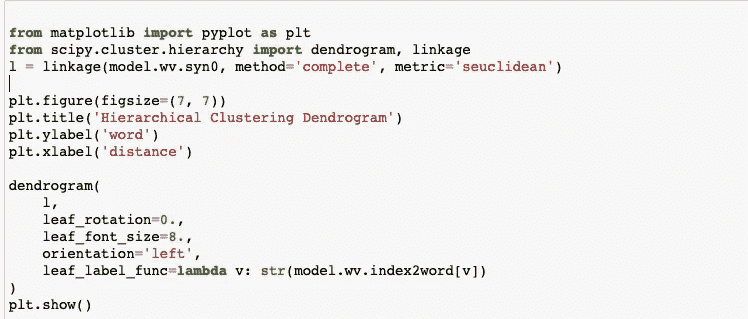 from matplotlib import pyplot as plt
from scipy.cluster.hierarchy import dendrogram, linkage
l = linkage(model.wv.syn0, method='complete', metric='seuclidean')
plt.figure(figsize=(7, 7))
plt.title('Hierarchical Clustering Dendrogram')
plt.ylabel('word')
plt.xlabel('distance')
dendrogram(
    l,
    leaf_rotation=0.,
    leaf_font_size=8.,
    orientation='left',
    leaf_label_func=lambda v: str(model.wv.index2word[v])
)
plt.show()